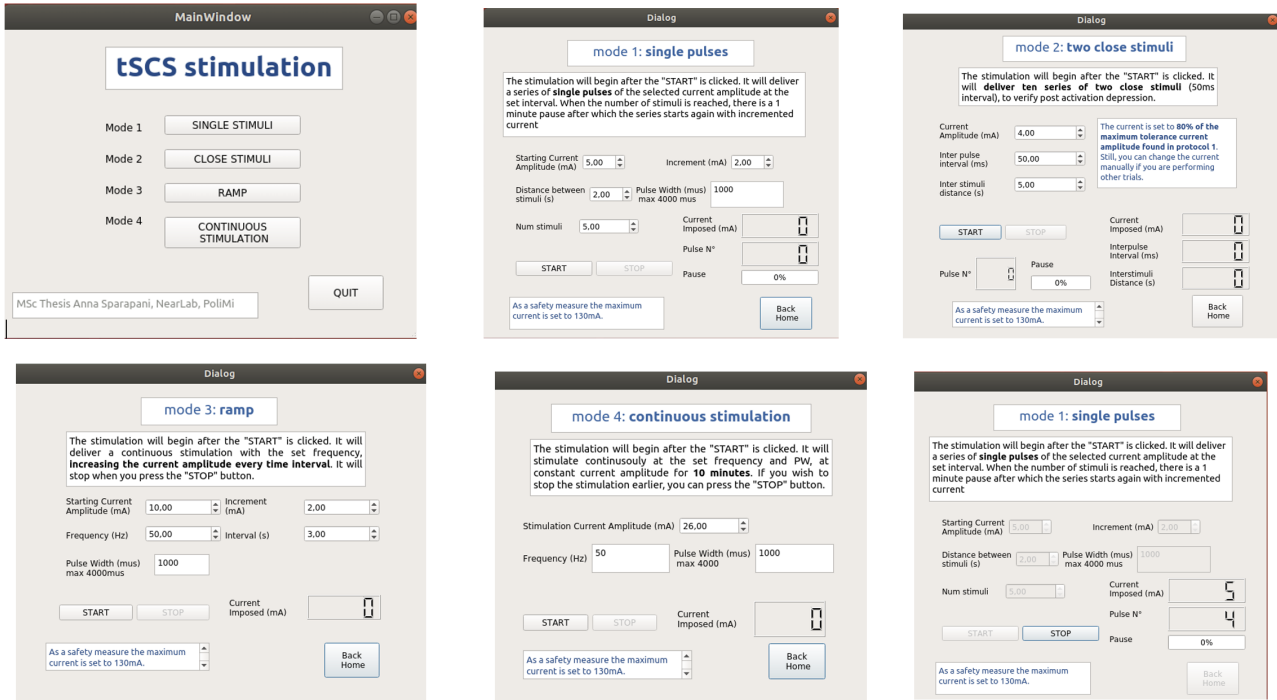 MainWindow
tSCS stimulation
Mode 1 SINGLE STIMULI
Mode 2 CLOSE STIMULI
Mode 3 RAMP
Mode 4 CONTINUOUS
STIMULATION
QUIT
MSc Thesis Anna Sparapani, NearLab, PoliMi
Dialog
mode 1: single pulses
The stimulation will begin after the "START" is clicked. It will deliver
a series of single pulses of the selected current amplitude at the
set interval. When the number of stimuli is reached, there is a 1
minute pause after which the series starts again with incremented
current
Starting Current
Amplitude (mA) 5,00 Increment (mA) 2,00
Distance between
stimuli (s) 2,00 Pulse Width (mus)
max 4000 mus 1000
Num stimuli 5,00
Current
Imposed (mA) 0
Pulse N° 0
START STOP Pause 0%
As a safety measure the maximum
current is set to 130mA.
Back
Home
Dialog
mode 2: two close stimuli
The stimulation will begin after the "START" is clicked. It
will deliver ten series of two close stimuli (50ms
interval), to verify post activation depression.
Current
Amplitude (mA) 4,00
Inter pulse
interval (ms) 50,00
Inter stimuli
distance (s) 5,00
The current is set to 80% of the
maximum tolerance current
amplitude found in protocol 1.
Still, you can change the current
manually if you are performing
other trials.
START STOP
Current
Imposed (mA) 0
Interpulse
Interval (ms) 0
Interstimuli
Distance (s) 0
Pulse N° 0
Pause
0%
As a safety measure the maximum
current is set to 130mA.
Back
Home
Dialog
mode 3: ramp
The stimulation will begin after the "START" is clicked. It will
deliver a continuous stimulation with the set frequency,
increasing the current amplitude every time interval. It will
stop when you press the "STOP" button.
Starting Current
Amplitude (mA) 10,00 Increment
(mA) 2,00
Frequency (Hz) 50,00 Interval (s) 3,00
Pulse Width (mus)
max 4000mus 1000
START STOP Current
Imposed (mA) 0
As a safety measure the maximum
current is set to 130mA.
Back
Home
Dialog
mode 4: continuous stimulation
The stimulation will begin after the "START" is clicked. It will
stimulate continously at the set frequency and PW, at
constant current amplitude for 10 minutes. If you wish to
stop the stimulation earlier, you can press the "STOP" button.
Stimulation Current Amplitude (mA) 26,00
Frequency (Hz) 50 Pulse Width (mus)
max 4000 1000
START STOP Current
Imposed (mA) 0
As a safety measure the maximum
current is set to 130mA.
Back
Home
Dialog
mode 1: single pulses
The stimulation will begin after the "START" is clicked. It will deliver
a series of single pulses of the selected current amplitude at the
set interval. When the number of stimuli is reached, there is a 1
minute pause after which the series starts again with incremented
current
Starting Current
Amplitude (mA) 5,00 Increment (mA) 2,00
Distance between
stimuli (s) 2,00 Pulse Width (mus)
max 4000 mus 1000
Num stimuli 5,00
Current
Imposed (mA) 5
Pulse N° 4
START STOP Pause 0%
As a safety measure the maximum
current is set to 130mA.
Back
Home